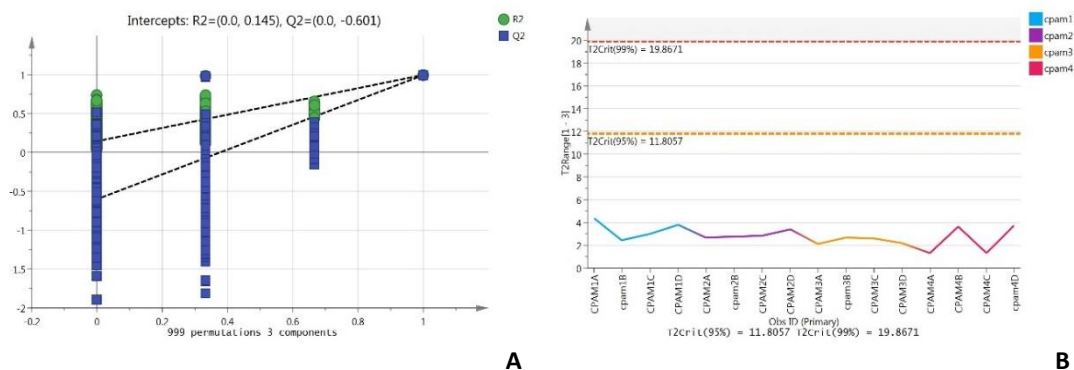 Intercepts: R2=(0.0, 0.145), Q2=(0.0, -0.601)
R2
Q2
1
0.5
0
-0.5
-1
1.5
-2
-0.2
0
0.2
0.4
0.6
0.8
1
999 permutations 3 components
A
cpam1
cpam2
cpam3
cpam4
T2Range[1 - 3]
20
18
16
14
12
10
8
6
4
2
0
T2Crit(99%) = 19.8671
T2Crit(95%) = 11.8057
CPAM1A
cpam1B
CPAM1C
CPAM1D
CPAM2A
cpam2B
CPAM2C
CPAM2D
CPAM3A
cpam3B
CPAM3C
CPAM3D
CPAM4A
CPAM4B
CPAM4C
cpam4D
Obs ID (Primary)
T2Crit(95%) = 11.8057 T2Crit(99%) = 19.8671
B